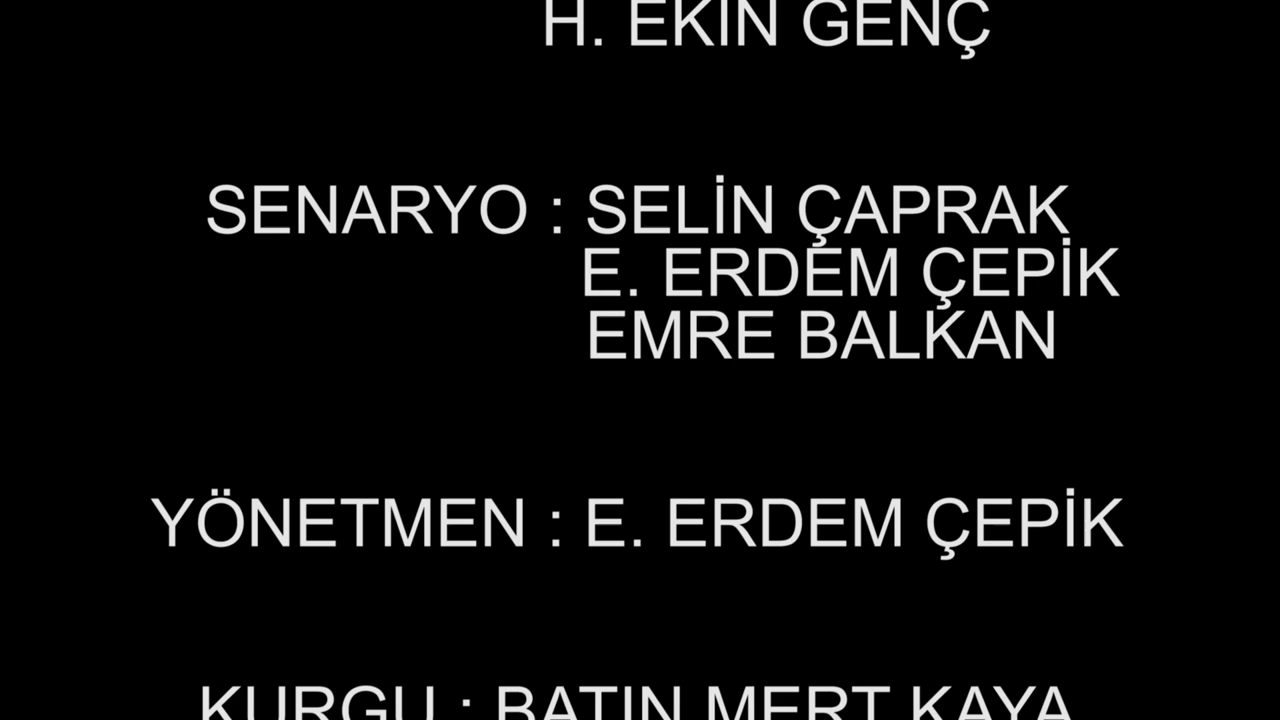 H. EKİN GENÇ
SENARYO : SELİN ÇAPRAK
E. ERDEM ÇEPİK
EMRE BALKAN
YÖNETMEN : E. ERDEM ÇEPİK
KURGU : BATIN MERT KAYA